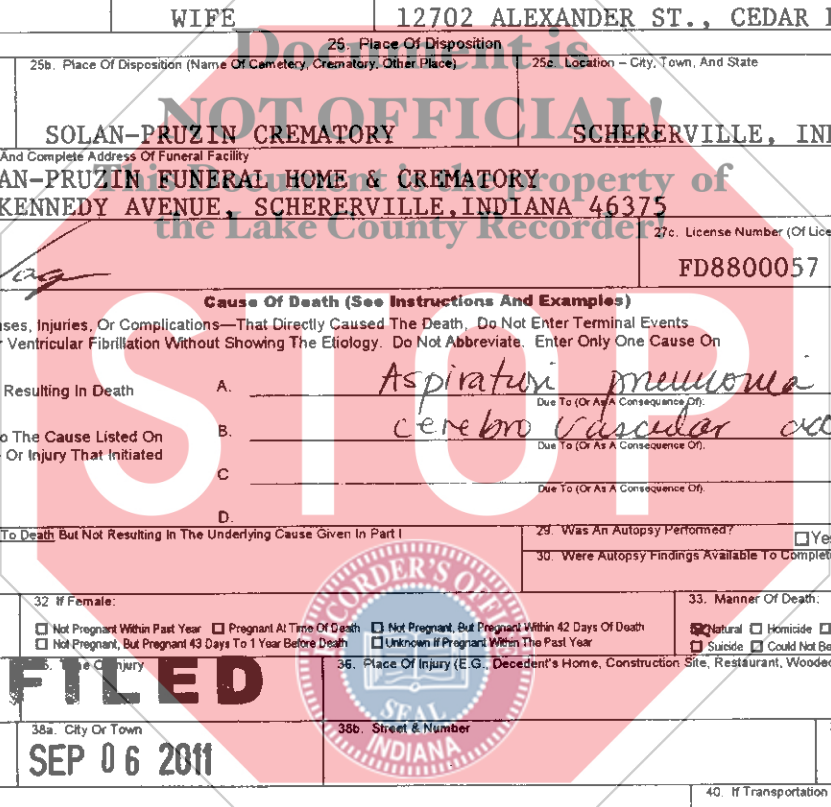 WIFE 12702 ALEXANDER ST., CEDAR
Document is
25. Place Of Disposition
25b. Place Of Disposition (Name Of Cemetery, Crematory, Other Place) 25c. Location – City, Town, And State
NOT OFFICIAL!
SOLAN-PRUZIN CREMATORY SCHERERVILLE, IND
And Complete Address Of Funeral Facility
AN-PRUZIN FUNERAL HOME & CREMATORY
This Document is the property of
KENNEDY AVENUE, SCHERERVILLE, INDIANA 46375
the Lake County Recorder!
27c. License Number (Of Lice
FD8800057
Cause Of Death (See Instructions And Examples)
ses, Injuries, Or Complications—That Directly Caused The Death, Do Not Enter Terminal Events
r Ventricular Fibrillation Without Showing The Etiology. Do Not Abbreviate. Enter Only One Cause On
STOP
Resulting In Death A. Aspiration pneumonia
Due To (Or As A Consequence Of):
o The Cause Listed On B. cerebro vascular acc
Or Injury That Initiated Due To (Or As A Consequence Of).
C
Due To (Or As A Consequence Of).
D.
To Death But Not Resulting In The Underlying Cause Given In Part I 29. Was An Autopsy Performed? ☐ Yes
30. Were Autopsy Findings Available To Complete
RECORDER'S OFFICE
32 If Female: 33. Manner Of Death:
☐ Not Pregnant Within Past Year ☐ Pregnant At Time Of Death ☐ Not Pregnant, But Pregnant Within 42 Days Of Death ☒ Natural ☐ Homicide ☐
☐ Not Pregnant, But Pregnant 43 Days To 1 Year Before Death ☐ Unknown If Pregnant Within The Past Year ☐ Suicide ☐ Could Not Be
Injury 36. Place Of Injury (E.G., Decedent's Home, Construction Site, Restaurant, Wooded
FILED
SEAL
38a. City Or Town 38b. Street & Number
SEP 06 2011
INDIANA
40. If Transportation